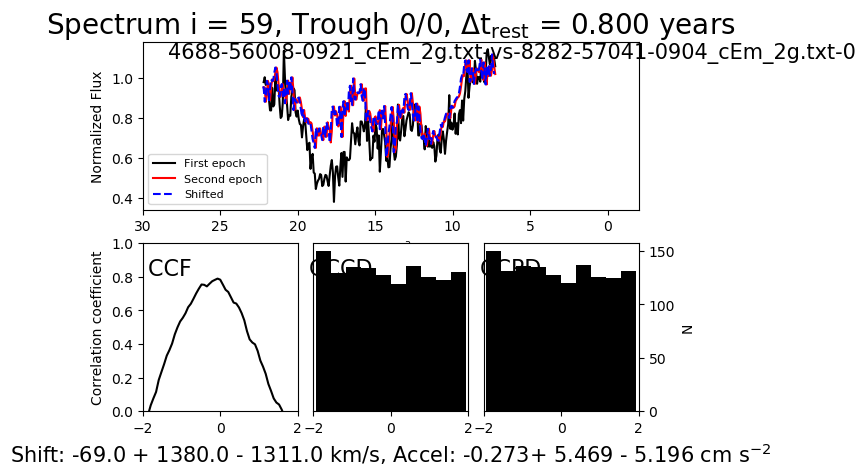 Spectrum i = 59, Trough 0/0, Δt_rest = 0.800 years
4688-56008-0921_cEm_2g.txt-vs-8282-57041-0904_cEm_2g.txt-0
Normalized Flux
1.0
0.8
0.6
0.4
First epoch
Second epoch
Shifted
30 25 20 15 10 5 0
Correlation coefficient
1.0
0.8
0.6
0.4
0.2
0.0
CCF
-2 0 2
-2 0 2
-2 0 2
150
100
50
0
N
Shift: -69.0 + 1380.0 - 1311.0 km/s, Accel: -0.273+ 5.469 - 5.196 cm s⁻²